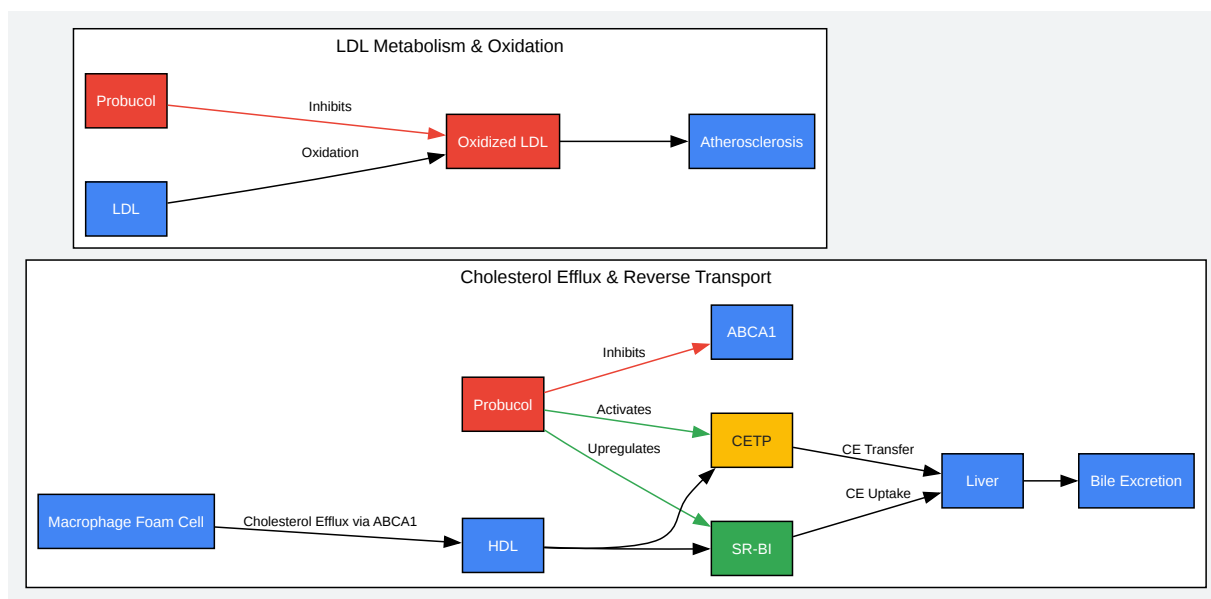 LDL Metabolism & Oxidation
Probucol
Inhibits
Oxidized LDL
Atherosclerosis
Oxidation
LDL
Cholesterol Efflux & Reverse Transport
ABCA1
Inhibits
Probucol
Activates
CETP
Upregulates
CE Transfer
Liver
Bile Excretion
CE Uptake
Macrophage Foam Cell
Cholesterol Efflux via ABCA1
HDL
SR-BI